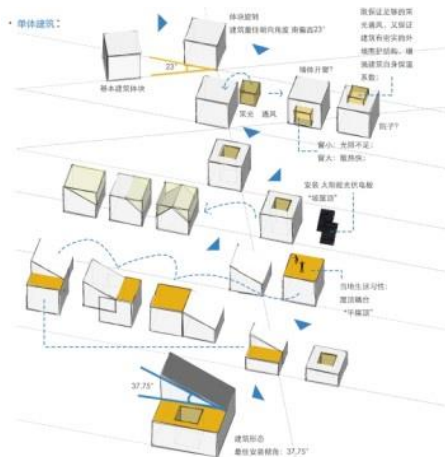 • 单体建筑：
体块旋转
建筑最佳朝向角度 南偏高23°
23°
基本建筑体块
既保证足够的采
光通风，又保证
建筑有密实的外
墙围护结构，增
强建筑自身保温
系数；
墙体开窗？
采光 通风
院子？
窗小：光照不足；
窗大：散热快；
安装 太阳能光伏电板
“坡屋顶”
当地生活习性：
屋顶晒台
“平屋顶”
37.75°
建筑形态
最佳安装倾角：37.75°